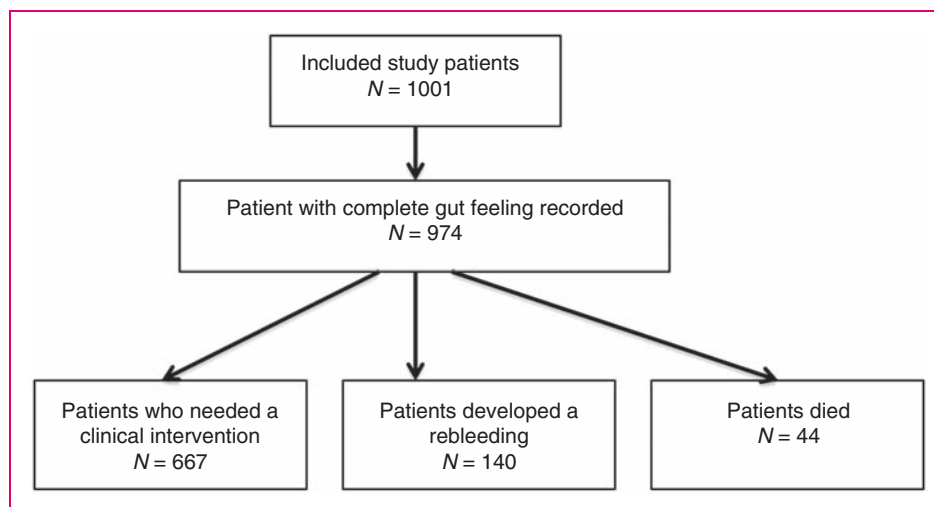 Included study patients
N = 1001
Patient with complete gut feeling recorded
N = 974
Patients who needed a
clinical intervention
N = 667
Patients developed a
rebleeding
N = 140
Patients died
N = 44